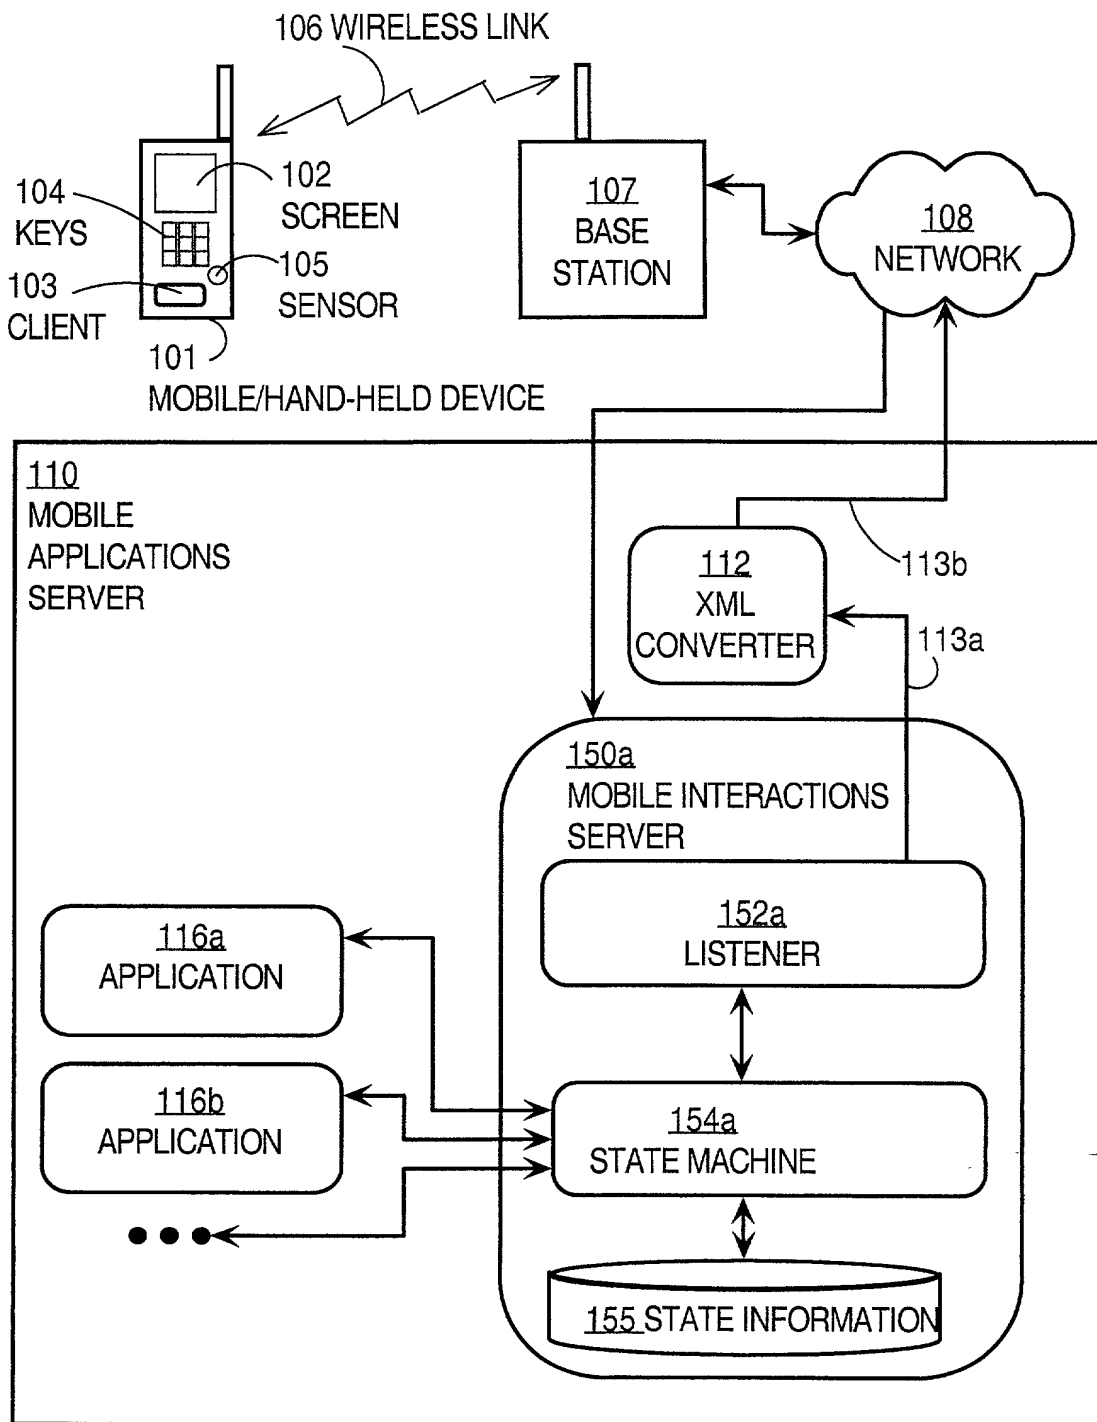 106 WIRELESS LINK
104
KEYS
102
SCREEN
103
CLIENT
105
SENSOR
101
MOBILE/HAND-HELD DEVICE
107
BASE
STATION
108
NETWORK
110
MOBILE
APPLICATIONS
SERVER
112
XML
CONVERTER
113b
113a
150a
MOBILE INTERACTIONS
SERVER
152a
LISTENER
116a
APPLICATION
116b
APPLICATION
154a
STATE MACHINE
155 STATE INFORMATION